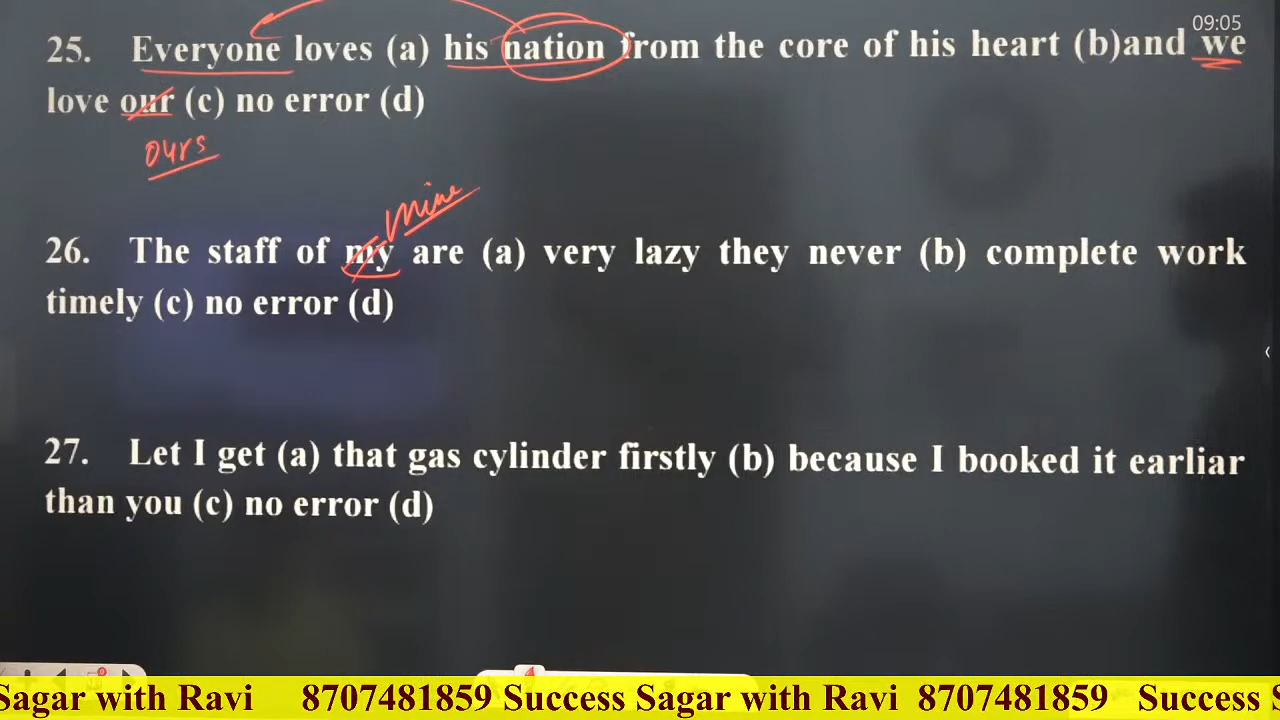 09:05
25. Everyone loves (a) his nation from the core of his heart (b)and we
love our (c) no error (d)
ours
mine
26. The staff of my are (a) very lazy they never (b) complete work
timely (c) no error (d)
27. Let I get (a) that gas cylinder firstly (b) because I booked it earliar
than you (c) no error (d)
Sagar with Ravi 8707481859 Success Sagar with Ravi 8707481859 Success S